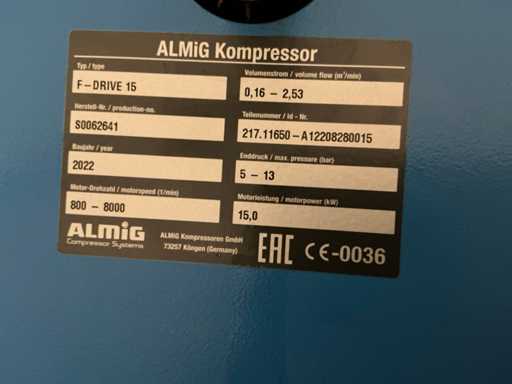 ALMiG Kompressor
Typ / type
F-DRIVE 15
Volumenstrom / volume flow (m³/min)
0,16 - 2,53
Herstell-Nr. / production-no.
S0062641
Teilenummer / Id - Nr.
217.11650-A12208280015
Baujahr / year
2022
Enddruck / max. pressure (bar)
5 - 13
Motor-Drehzahl / motorspeed (1/min)
800 - 8000
Motorleistung / motorpower (kW)
15,0
ALMiG
Compressor Systems
ALMiG Kompressoren GmbH
73257 Köngen (Germany)
EAC CE-0036